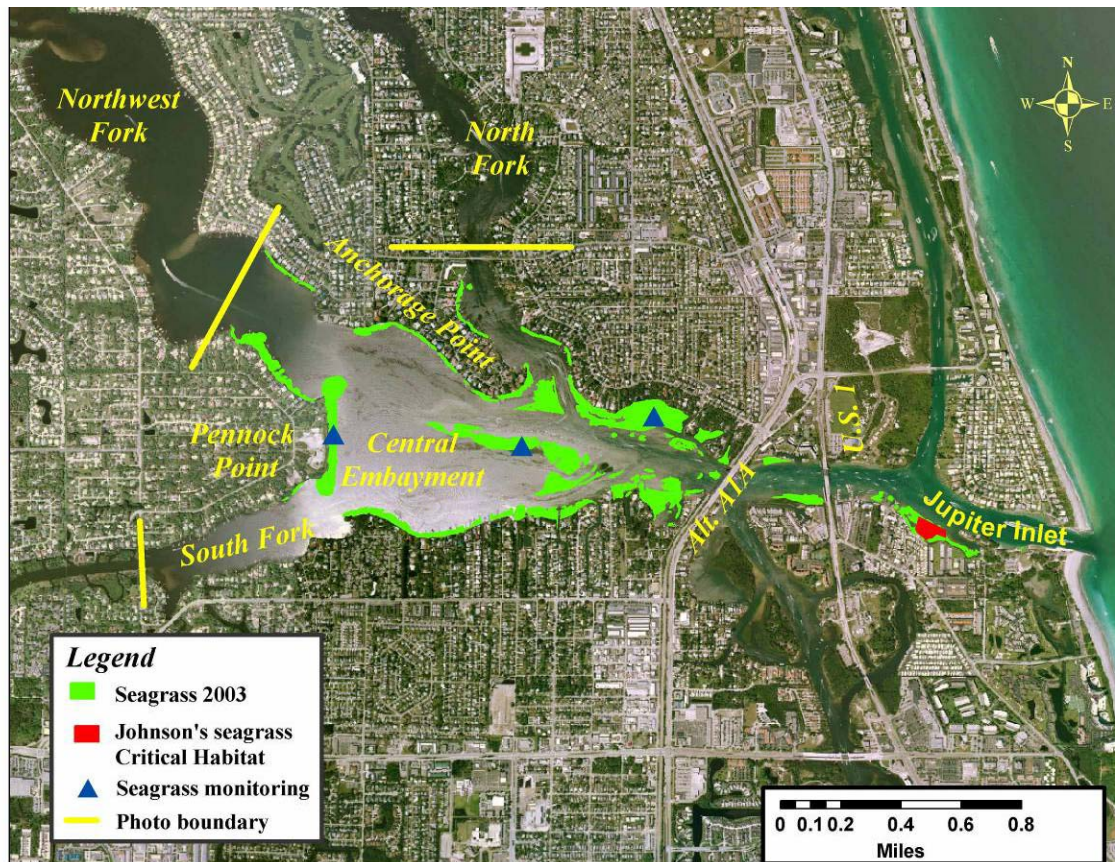 Northwest
Fork
North
Fork
N
W
E
S
Anchorage Point
U.S. 1
Pennock
Point
Central
Embayment
Alt. A1A
Jupiter Inlet
South Fork
Legend
Seagrass 2003
Johnson's seagrass
Critical Habitat
Seagrass monitoring
Photo boundary
0 0.1 0.2 0.4 0.6 0.8
Miles